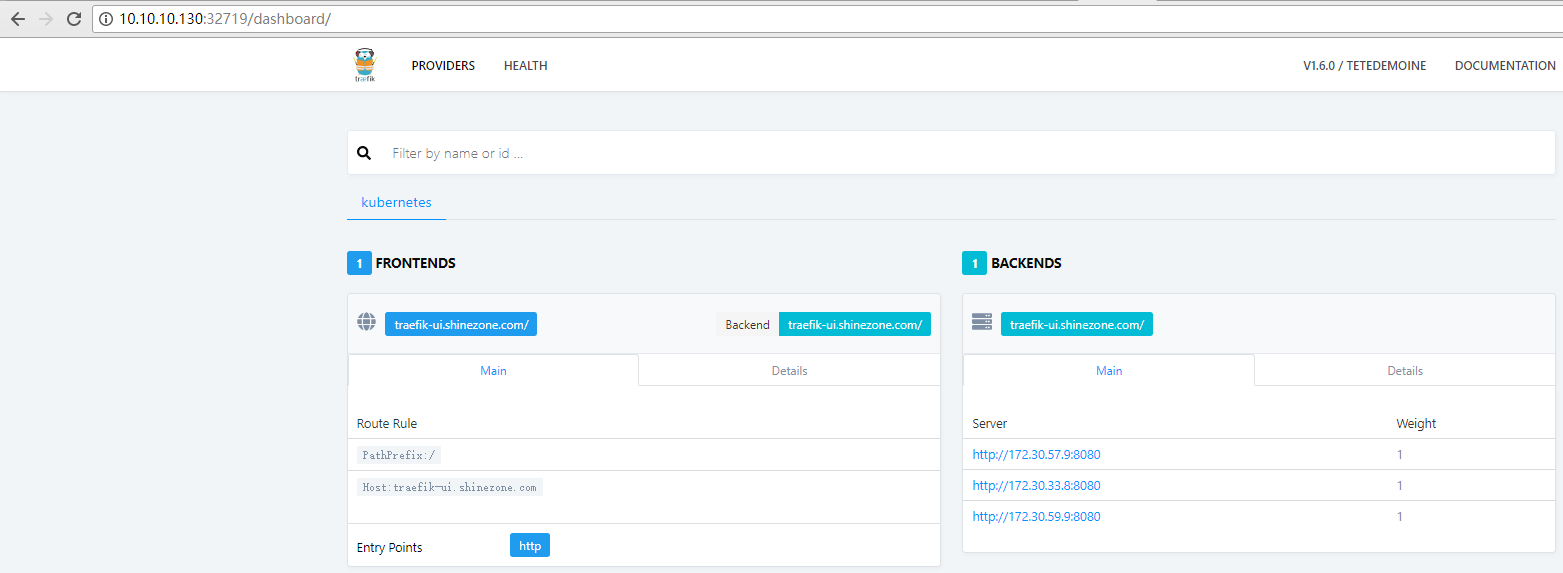 10.10.10.130:32719/dashboard/
traefik
PROVIDERS
HEALTH
V1.6.0 / TETEDEMOINE
DOCUMENTATION
Filter by name or id ...
kubernetes
1 FRONTENDS
traefik-ui.shinezone.com/
Backend traefik-ui.shinezone.com/
Main
Details
Route Rule
PathPrefix:/
Host:traefik-ui.shinezone.com
Entry Points
http
1 BACKENDS
traefik-ui.shinezone.com/
Main
Details
Server Weight
http://172.30.57.9:8080 1
http://172.30.33.8:8080 1
http://172.30.59.9:8080 1